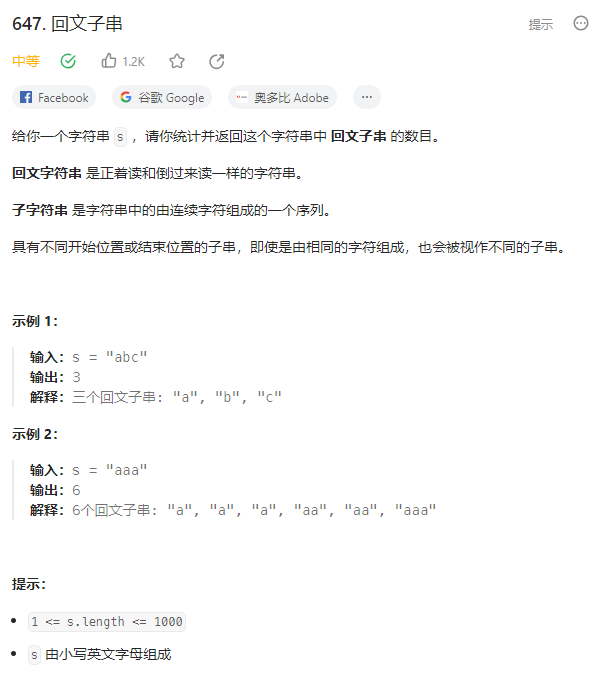 647. 回文子串
提示
中等
1.2K
Facebook
谷歌 Google
奥多比 Adobe
给你一个字符串 s ，请你统计并返回这个字符串中 回文子串 的数目。
回文字符串 是正着读和倒过来读一样的字符串。
子字符串 是字符串中的由连续字符组成的一个序列。
具有不同开始位置或结束位置的子串，即使是由相同的字符组成，也会被视作不同的子串。
示例 1：
输入：s = "abc"
输出：3
解释：三个回文子串: "a", "b", "c"
示例 2：
输入：s = "aaa"
输出：6
解释：6个回文子串: "a", "a", "a", "aa", "aa", "aaa"
提示：
1 <= s.length <= 1000
s 由小写英文字母组成